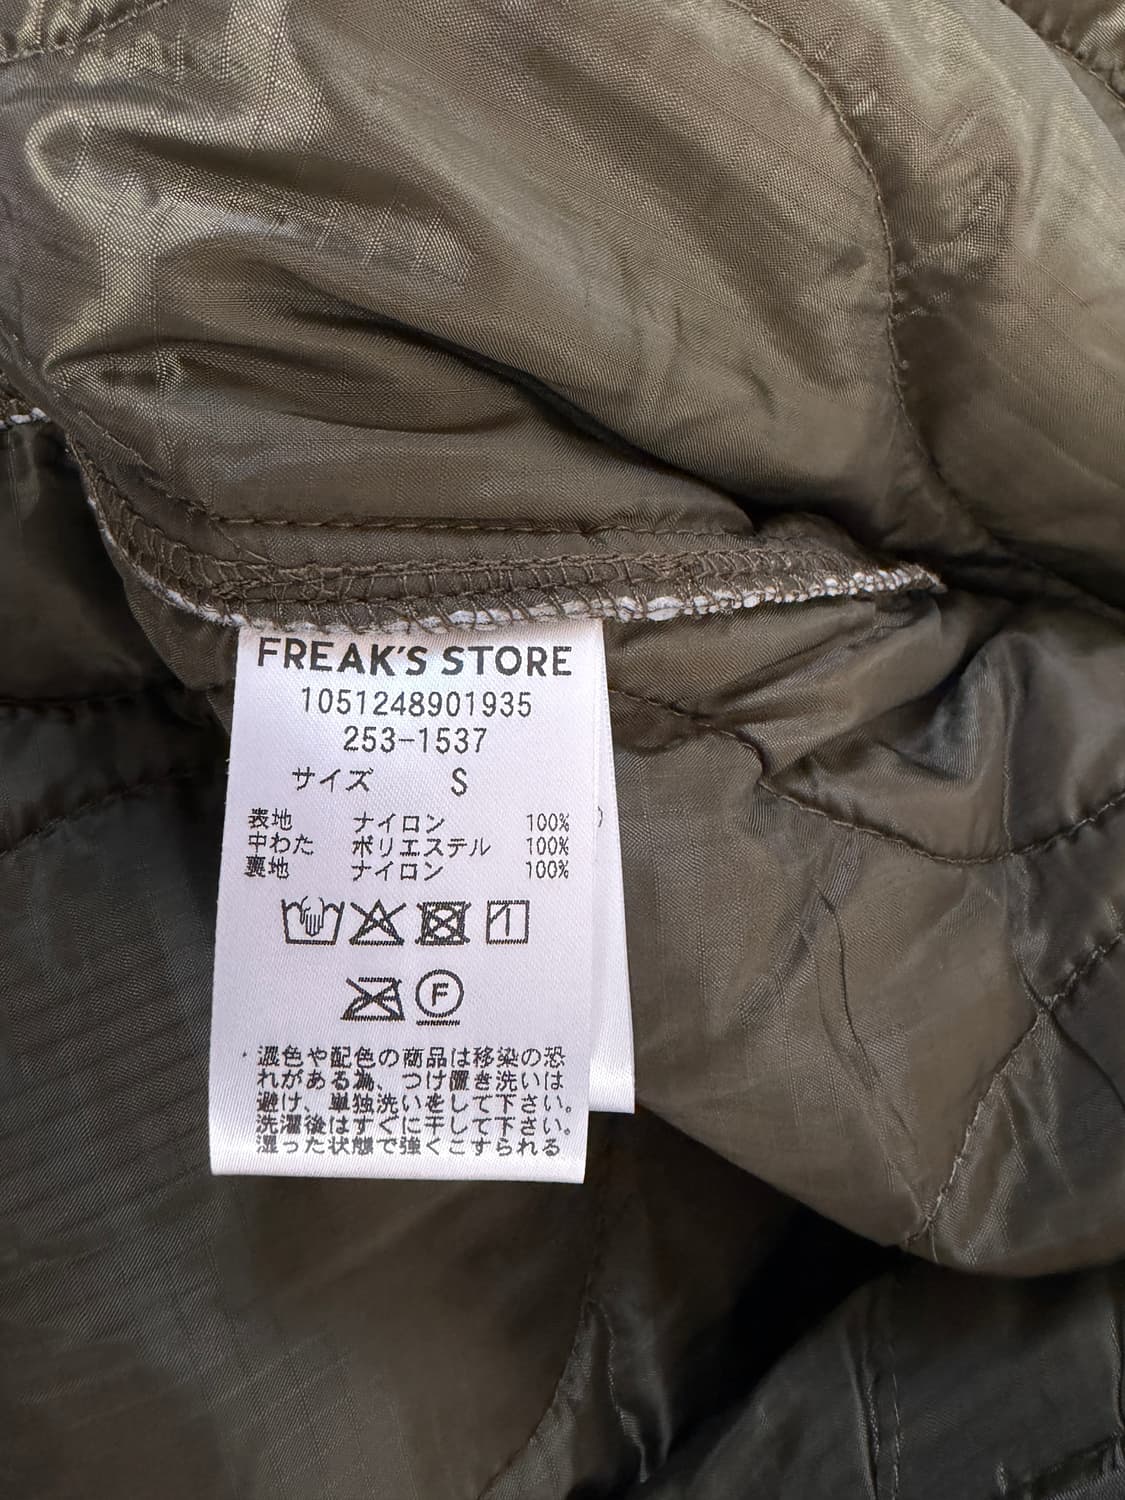 FREAK'S STORE
1051248901935
253-1537
サイズ S
表地 ナイロン 100%
中わた ポリエステル 100%
裏地 ナイロン 100%
F
濃色や配色の商品は移染の恐
れがある為、つけ置き洗いは
避け、単独洗いをして下さい。
洗濯後はすぐに干して下さい。
湿った状態で強くこすられる